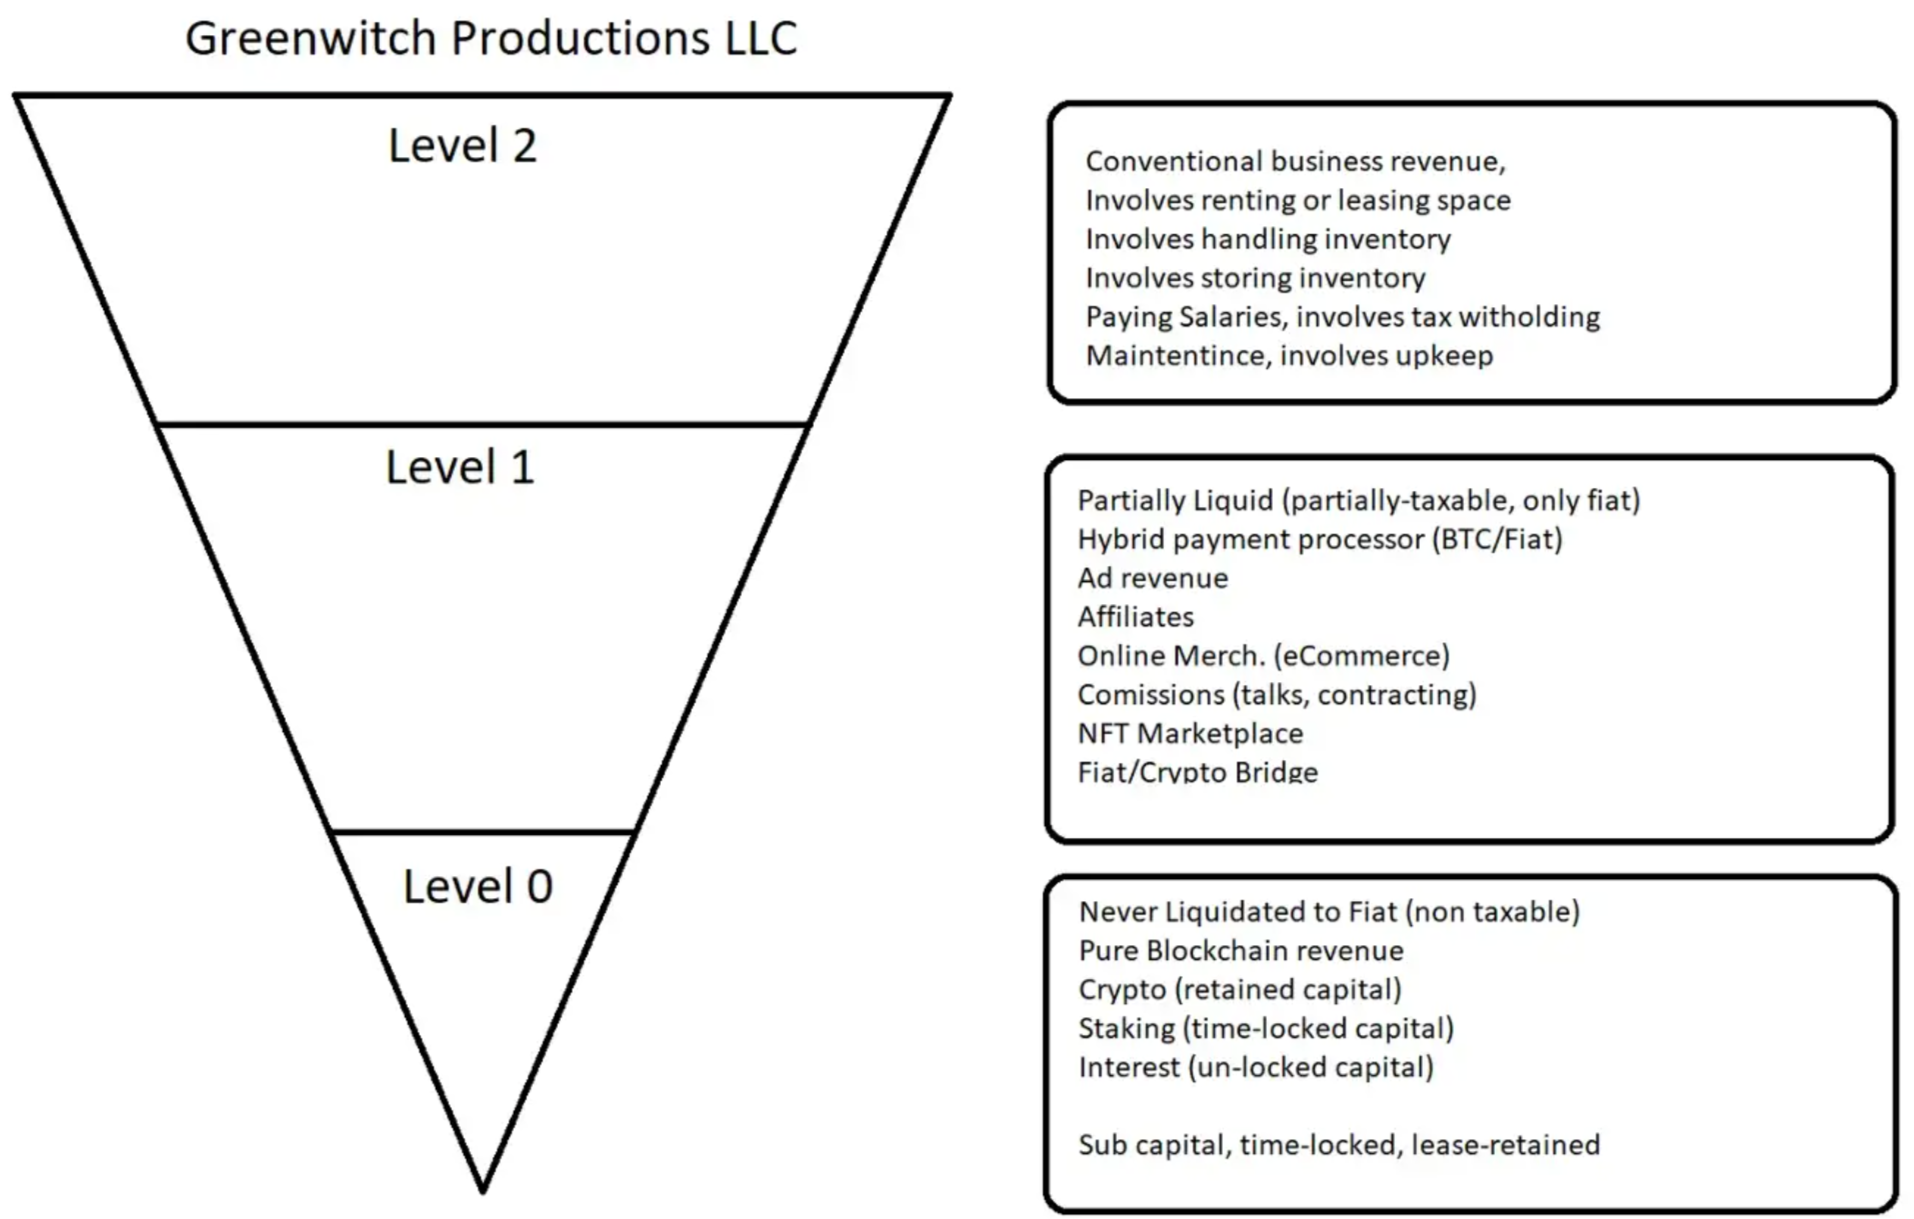 Greenwitch Productions LLC
Level 2
Conventional business revenue,
Involves renting or leasing space
Involves handling inventory
Involves storing inventory
Paying Salaries, involves tax witholding
Maintentince, involves upkeep
Level 1
Partially Liquid (partially-taxable, only fiat)
Hybrid payment processor (BTC/Fiat)
Ad revenue
Affiliates
Online Merch. (eCommerce)
Comissions (talks, contracting)
NFT Marketplace
Fiat/Crypto Bridge
Level 0
Never Liquidated to Fiat (non taxable)
Pure Blockchain revenue
Crypto (retained capital)
Staking (time-locked capital)
Interest (un-locked capital)
Sub capital, time-locked, lease-retained